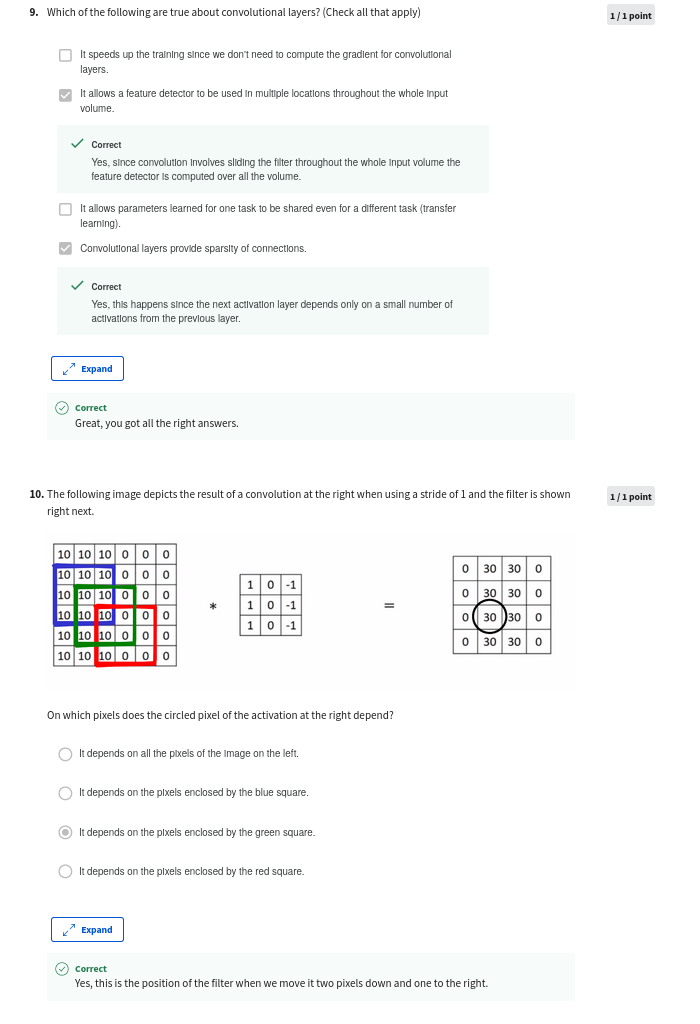 9. Which of the following are true about convolutional layers? (Check all that apply)
1 / 1 point
It speeds up the training since we don't need to compute the gradient for convolutional
layers.
It allows a feature detector to be used in multiple locations throughout the whole input
volume.
Correct
Yes, since convolution involves sliding the filter throughout the whole input volume the
feature detector is computed over all the volume.
It allows parameters learned for one task to be shared even for a different task (transfer
learning).
Convolutional layers provide sparsity of connections.
Correct
Yes, this happens since the next activation layer depends only on a small number of
activations from the previous layer.
Expand
Correct
Great, you got all the right answers.
10. The following image depicts the result of a convolution at the right when using a stride of 1 and the filter is shown
right next.
1 / 1 point
10 10 10 0 0 0
10 10 10 0 0 0
10 10 10 0 0 0
10 10 10 0 0 0
10 10 10 0 0 0
10 10 10 0 0 0
*
1 0 -1
1 0 -1
1 0 -1
=
0 30 30 0
0 30 30 0
0 30 30 0
0 30 30 0
On which pixels does the circled pixel of the activation at the right depend?
It depends on all the pixels of the image on the left.
It depends on the pixels enclosed by the blue square.
It depends on the pixels enclosed by the green square.
It depends on the pixels enclosed by the red square.
Expand
Correct
Yes, this is the position of the filter when we move it two pixels down and one to the right.